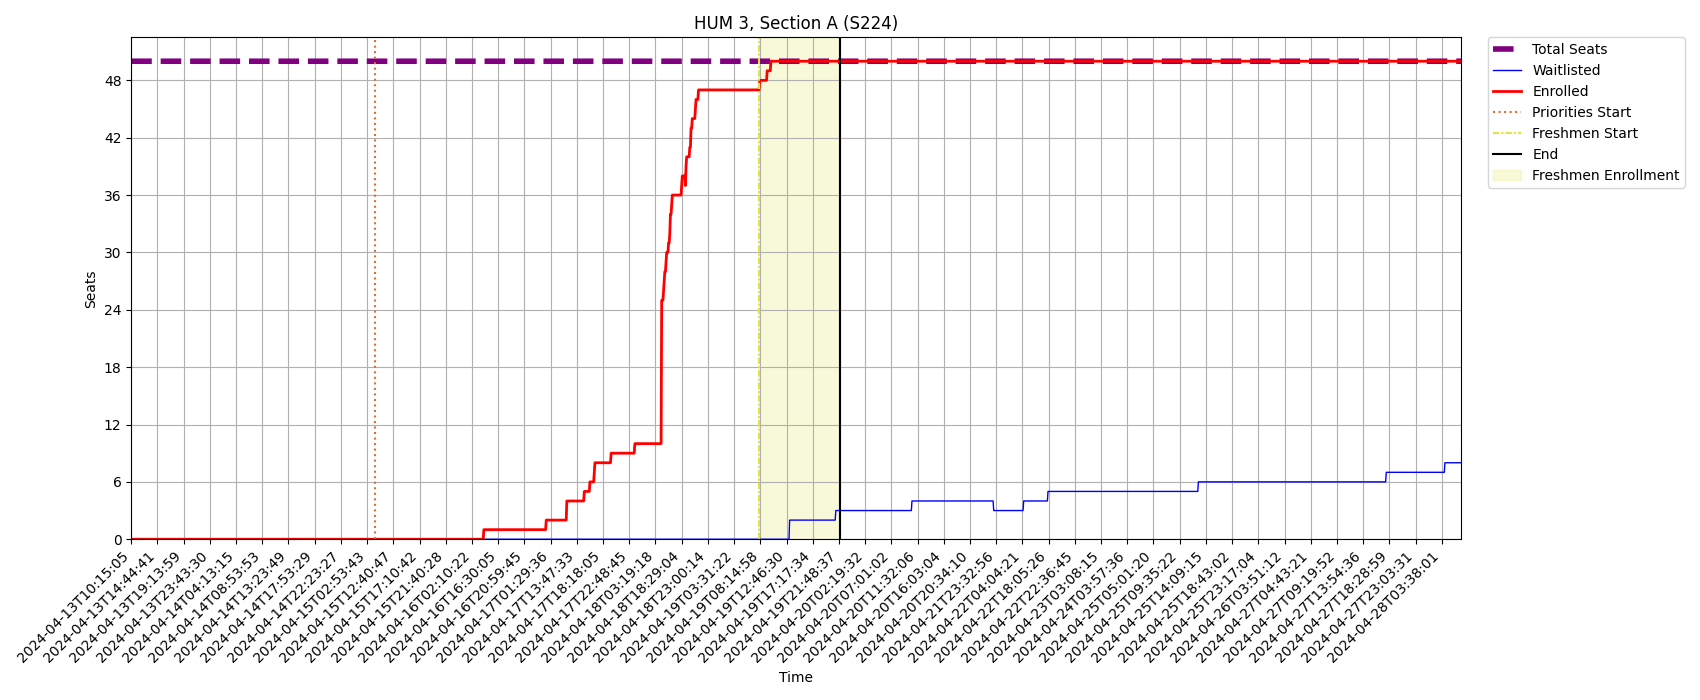 HUM 3, Section A (S224)
Total Seats
Waitlisted
Enrolled
Priorities Start
Freshmen Start
End
Freshmen Enrollment
Seats
48
42
36
30
24
18
12
6
0
2024-04-13T10:15:05
2024-04-13T14:44:41
2024-04-13T19:13:59
2024-04-13T23:43:30
2024-04-14T04:13:15
2024-04-14T08:53:53
2024-04-14T13:23:49
2024-04-14T17:53:29
2024-04-14T22:23:27
2024-04-15T02:53:43
2024-04-15T12:40:47
2024-04-15T17:10:42
2024-04-15T21:40:28
2024-04-16T02:10:22
2024-04-16T16:30:05
2024-04-16T20:59:45
2024-04-17T01:29:36
2024-04-17T13:47:33
2024-04-17T18:18:05
2024-04-17T22:48:45
2024-04-18T03:19:18
2024-04-18T18:29:04
2024-04-18T23:00:14
2024-04-19T03:31:22
2024-04-19T08:14:58
2024-04-19T12:46:30
2024-04-19T17:17:34
2024-04-19T21:48:37
2024-04-20T02:19:32
2024-04-20T07:01:02
2024-04-20T11:32:06
2024-04-20T16:03:04
2024-04-20T20:34:10
2024-04-21T23:32:56
2024-04-22T04:04:21
2024-04-22T18:05:26
2024-04-22T22:36:45
2024-04-23T03:08:15
2024-04-24T03:57:36
2024-04-25T05:01:20
2024-04-25T09:35:22
2024-04-25T14:09:15
2024-04-25T18:43:02
2024-04-25T23:17:04
2024-04-26T03:51:12
2024-04-27T04:43:21
2024-04-27T09:19:52
2024-04-27T13:54:36
2024-04-27T18:28:59
2024-04-27T23:03:31
2024-04-28T03:38:01
Time